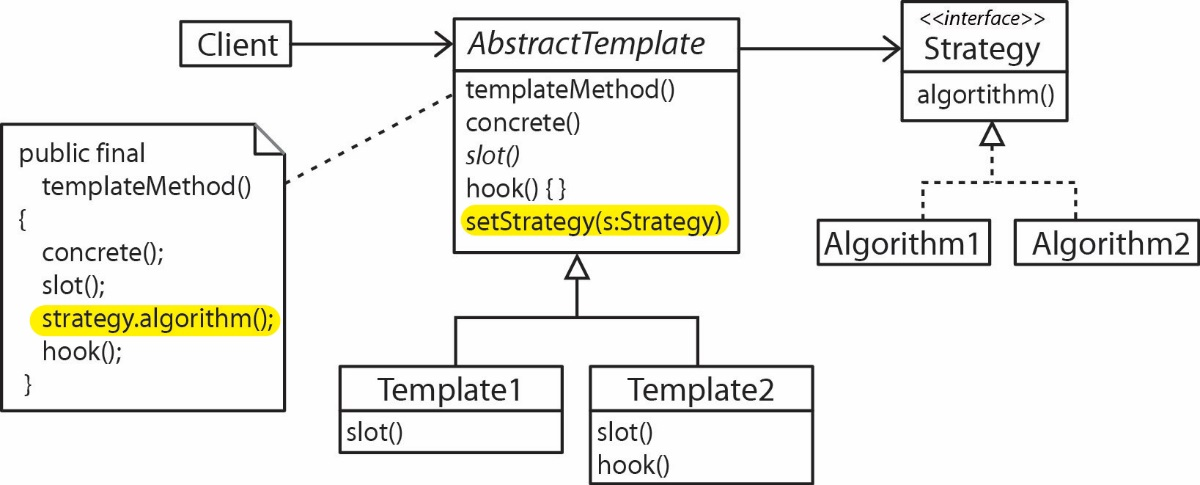 Client
AbstractTemplate
templateMethod()
concrete()
slot()
hook() { }
setStrategy(s:Strategy)
<<interface>>
Strategy
algortithm()
public final
templateMethod()
{
concrete();
slot();
strategy.algorithm();
hook();
}
Algorithm1
Algorithm2
Template1
slot()
Template2
slot()
hook()